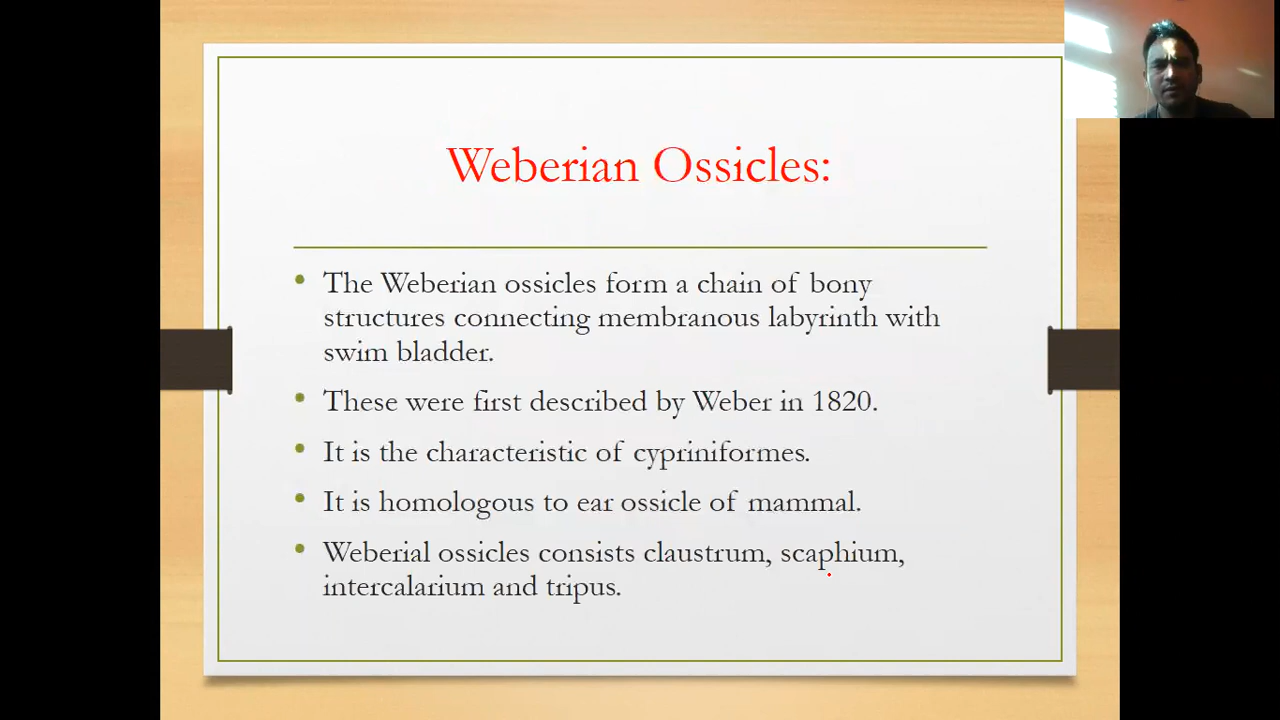 Weberian Ossicles:
The Weberian ossicles form a chain of bony
structures connecting membranous labyrinth with
swim bladder.
These were first described by Weber in 1820.
It is the characteristic of cypriniformes.
It is homologous to ear ossicle of mammal.
Weberial ossicles consists claustrum, scaphium,
intercalarium and tripus.